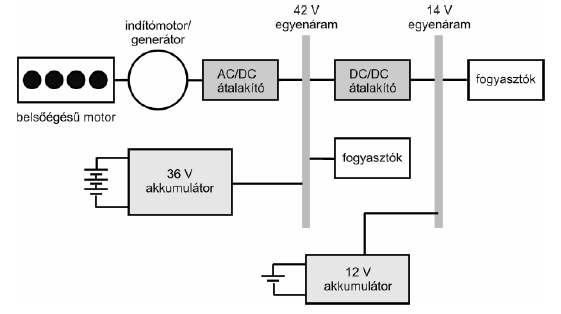 42 V
egyenáram
14 V
egyenáram
indítómotor/
generátor
AC/DC
átalakító
DC/DC
átalakító
fogyasztók
belsőégésű motor
fogyasztók
36 V
akkumulátor
12 V
akkumulátor